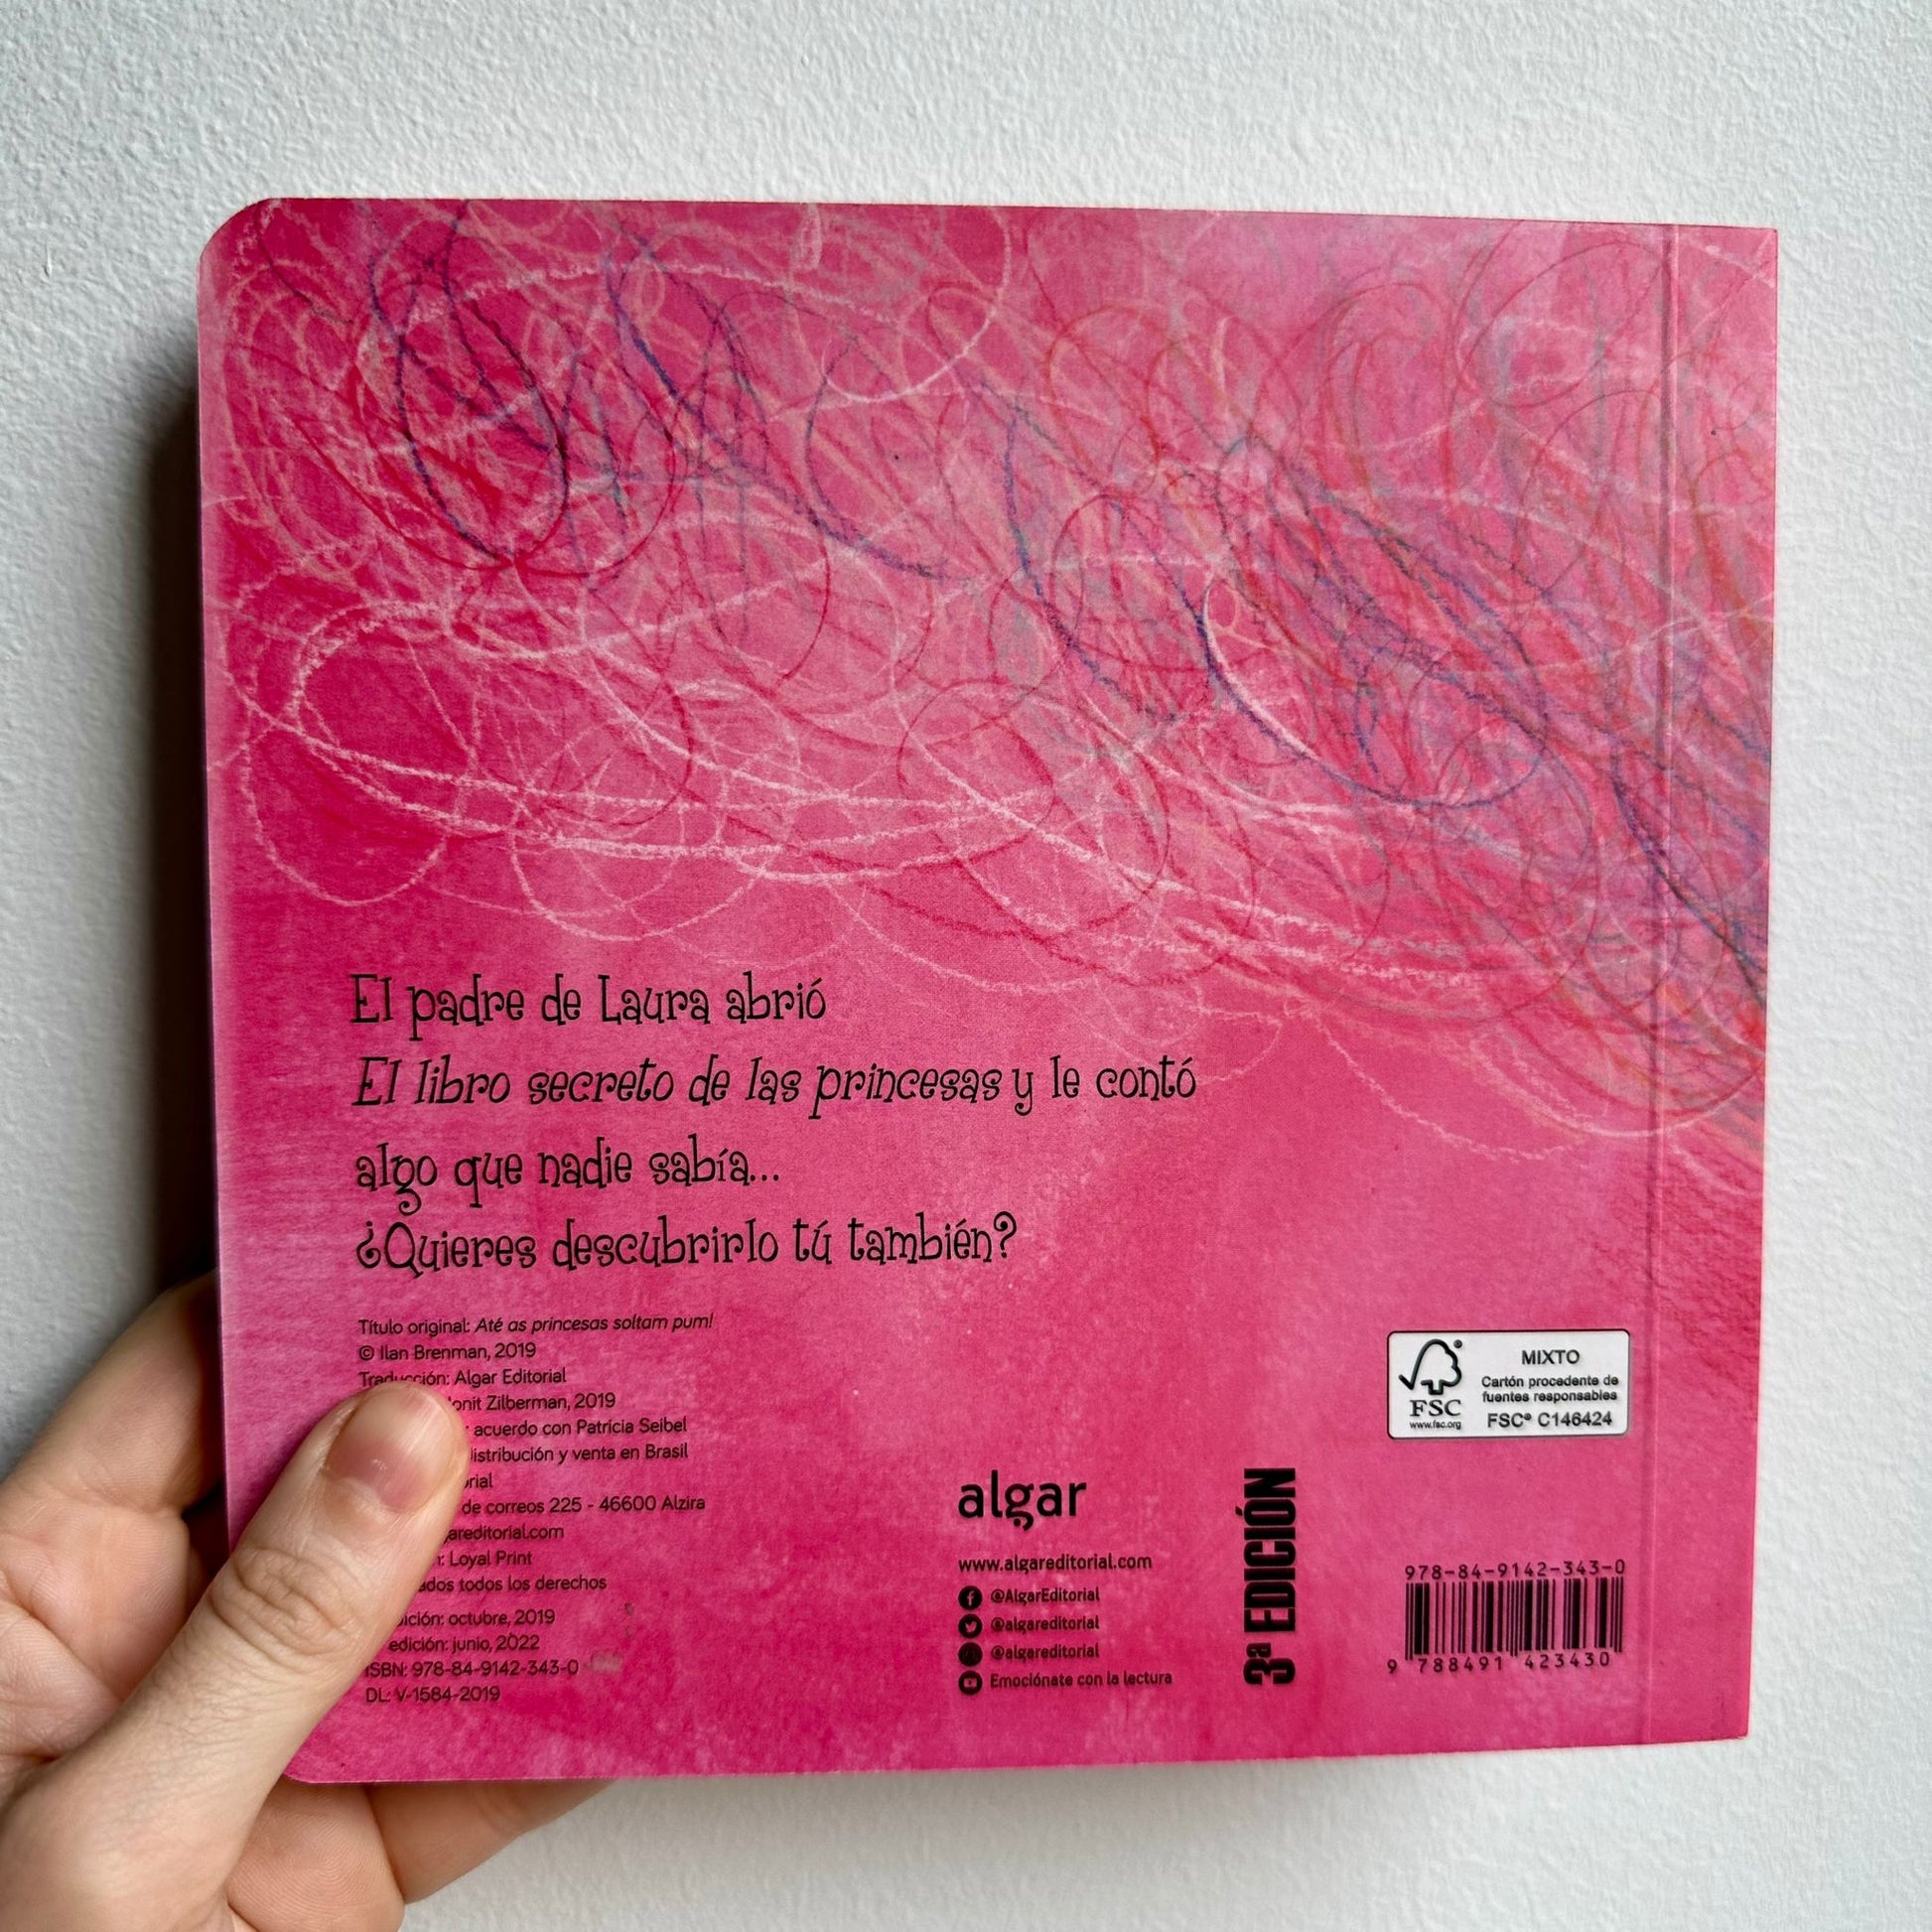 El padre de Laura abrió
El libro secreto de las princesas y le contó
algo que nadie sabía...
¿Quieres descubrirlo tú también?
Título original: Até as princesas soltam pum!
© Ilan Brenman, 2019
Traducción: Algar Editorial
Zilberman, 2019
acuerdo con Patricia Seibel
y venta en Brasil
de correos 225 - 46600 Alzira
Loyal Print
todos los derechos
octubre, 2019
edición: junio, 2022
ISBN: 978-84-9142-343-0
DL: V-1584-2019
algar
www.algareditorial.com
@AlgarEditorial
@algareditorial
@algareditorial
Emociónate con la lectura
3ª EDICIÓN
FSC
www.fsc.org
MIXTO
Cartón procedente de
fuentes responsables
FSC® C146424
978-84-9142-343-0
9 788491 423430